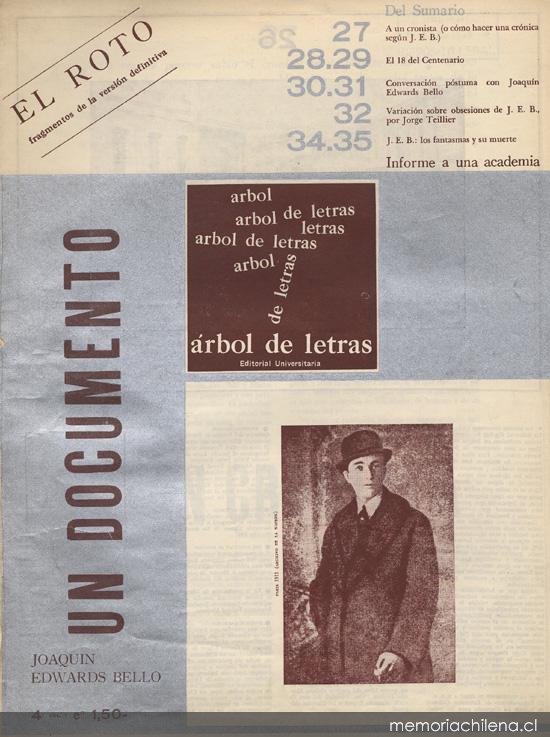 EL ROTO
fragmentos de la versión definitiva
Del Sumario
27
A un cronista (o cómo hacer una crónica
según J. E. B.)
28.29
El 18 del Centenario
30.31
Conversación póstuma con Joaquín
Edwards Bello
32
Variación sobre obsesiones de J. E. B.,
por Jorge Teillier
34.35
J. E. B.: los fantasmas y su muerte
Informe a una academia
arbol
arbol de letras
letras
arbol de letras
arbol
de letras
árbol de letras
Editorial Universitaria
UN DOCUMENTO
JOAQUIN
EDWARDS BELLO
4
1,50
memoriachilena.cl